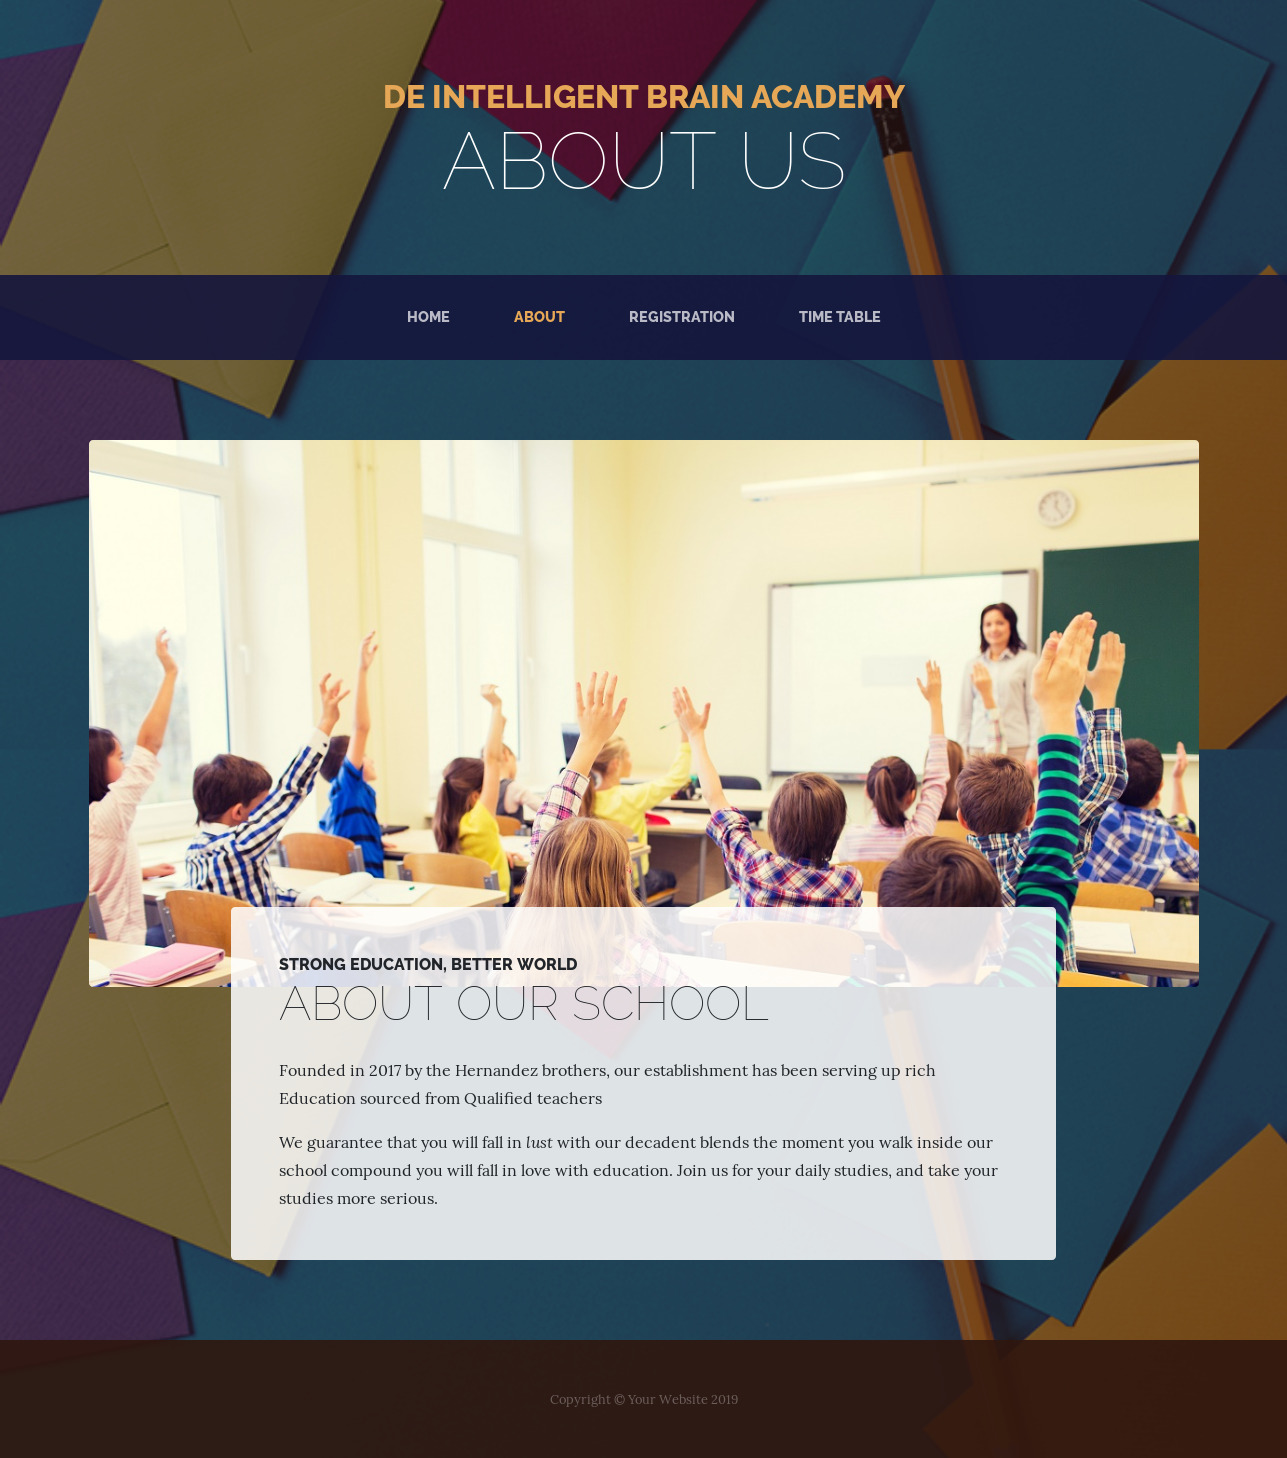 DE INTELLIGENT BRAIN ACADEMY
ABOUT US
HOME ABOUT REGISTRATION TIME TABLE
STRONG EDUCATION, BETTER WORLD
ABOUT OUR SCHOOL
Founded in 2017 by the Hernandez brothers, our establishment has been serving up rich
Education sourced from Qualified teachers
We guarantee that you will fall in lust with our decadent blends the moment you walk inside our
school compound you will fall in love with education. Join us for your daily studies, and take your
studies more serious.
Copyright © Your Website 2019